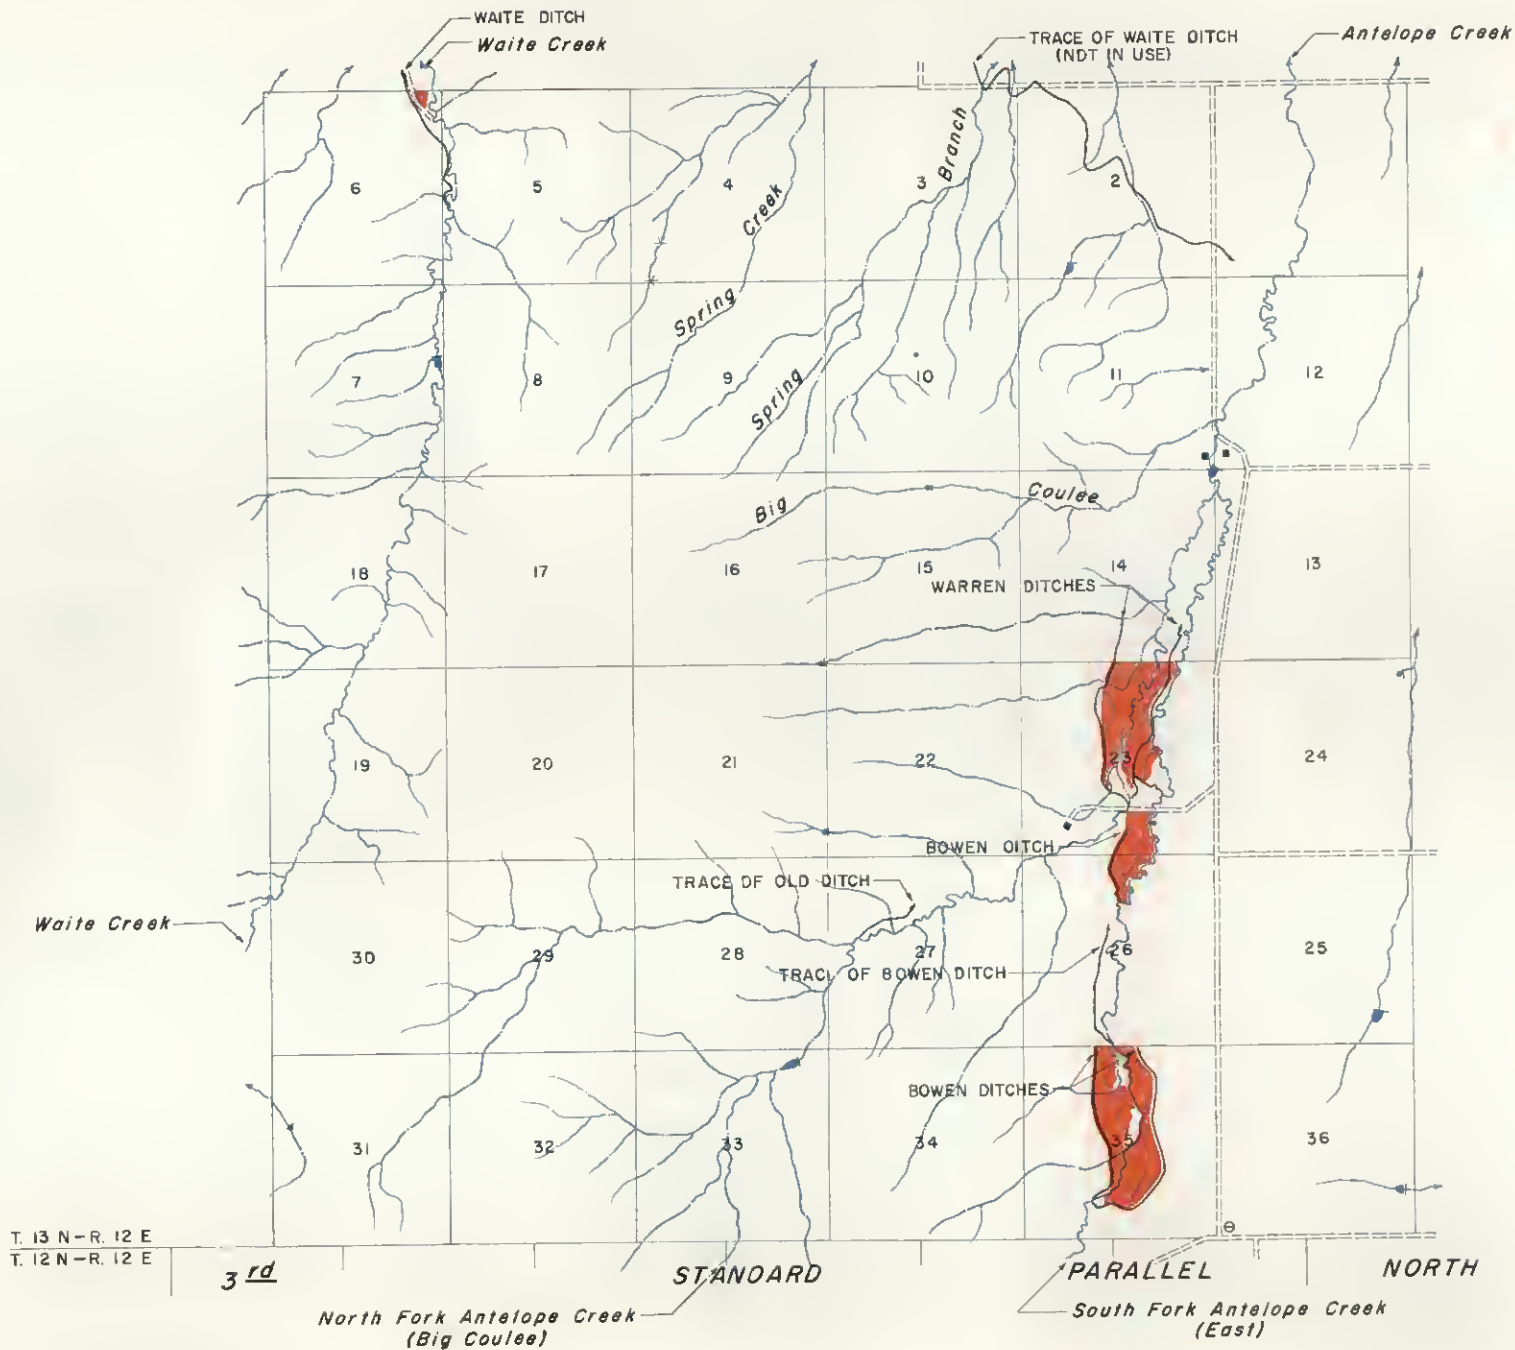 WAITE DITCH
Waite Creek
TRACE OF WAITE DITCH
(NDT IN USE)
Antelope Creek
6
5
4
3
2
Branch
Creek
Spring
7
8
9
10
11
12
Spring
Big
Coulee
18
17
16
15
14
13
WARREN DITCHES
19
20
21
22
23
24
BOWEN OITCH
TRACE DF OLD DITCH
Waite Creek
30
29
28
27
26
25
TRACE OF BOWEN DITCH
BOWEN DITCHES
31
32
33
34
35
36
T. 13 N-R. 12 E
T. 12 N-R. 12 E
3rd STANDARD PARALLEL NORTH
North Fork Antelope Creek
(Big Coulee)
South Fork Antelope Creek
(East)